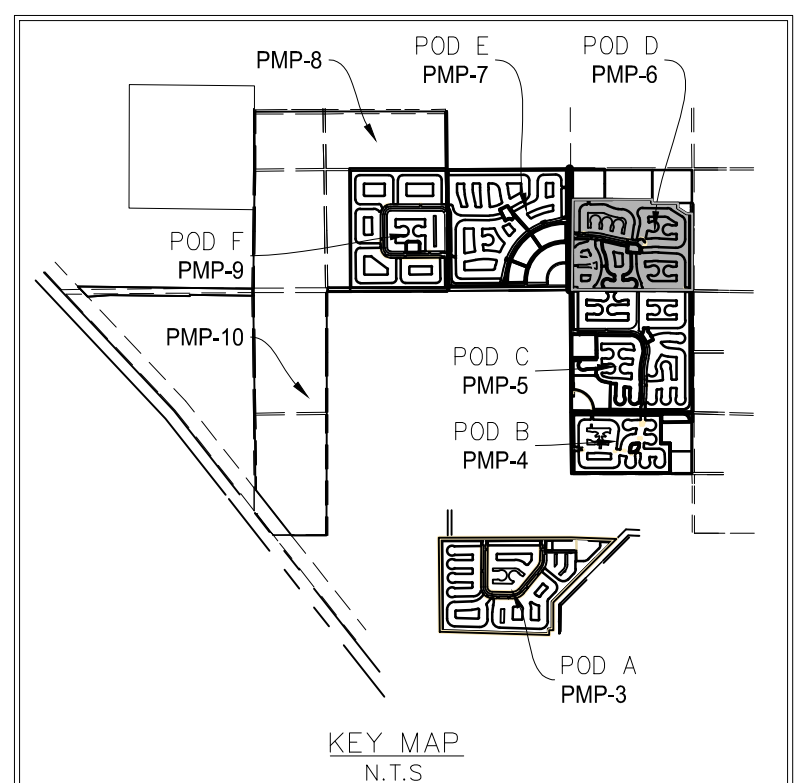 PMP-8
POD E
PMP-7
POD D
PMP-6
POD F
PMP-9
PMP-10
POD C
PMP-5
POD B
PMP-4
POD A
PMP-3
KEY MAP
N.T.S